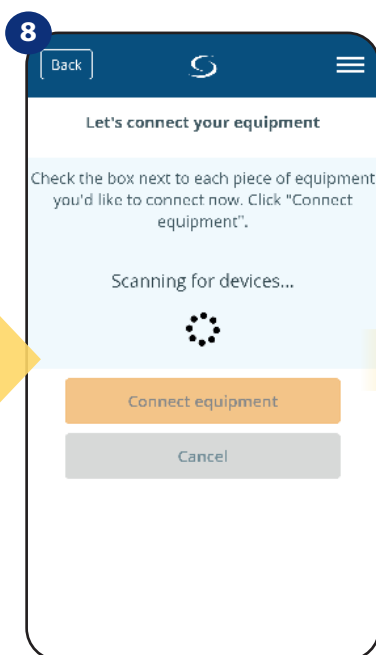 8
Back
Let's connect your equipment
Check the box next to each piece of equipment
you'd like to connect now. Click "Connect
equipment".
Scanning for devices...
Connect equipment
Cancel